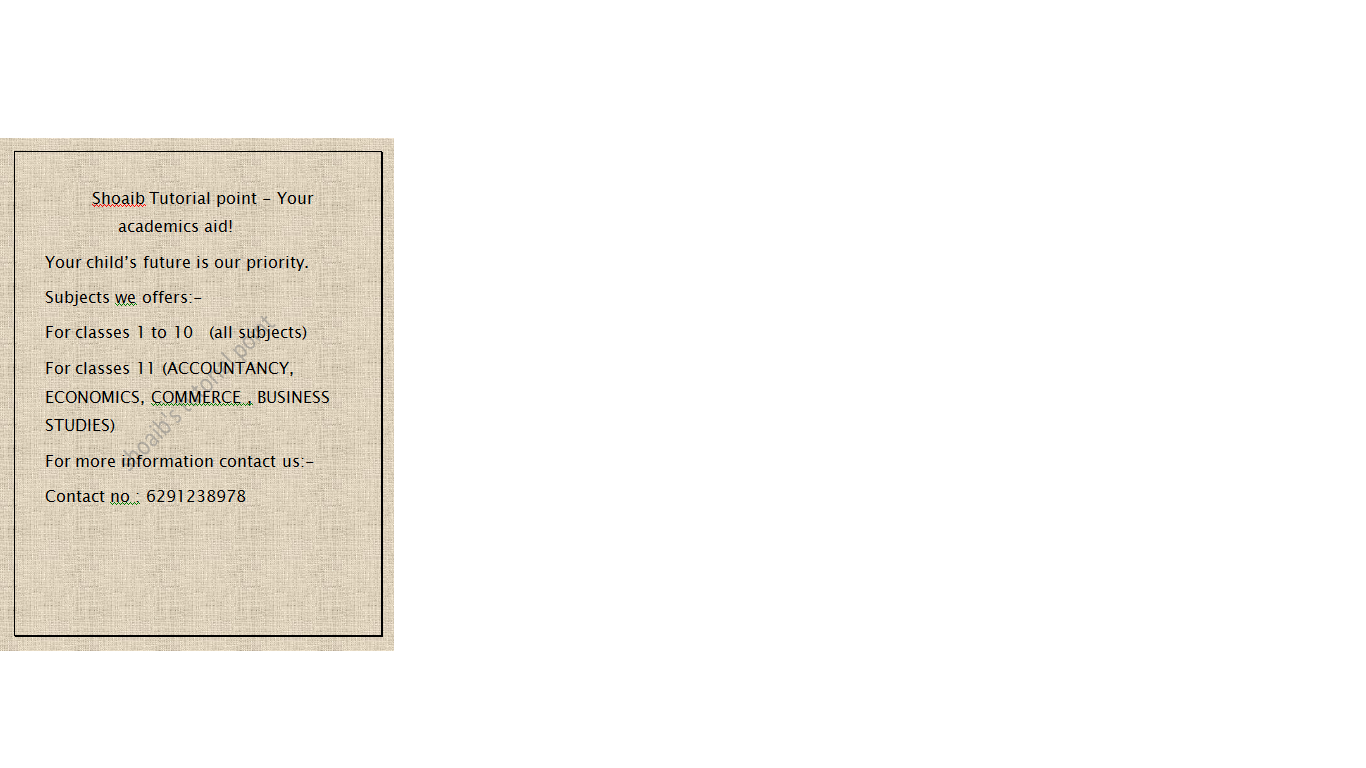 Shoaib Tutorial point – Your
academics aid!
Your child’s future is our priority.
Subjects we offers:–
For classes 1 to 10   (all subjects)
For classes 11 (ACCOUNTANCY,
ECONOMICS, COMMERCE , BUSINESS
STUDIES)
For more information contact us:–
Contact no : 6291238978
shoaib's tutorial point